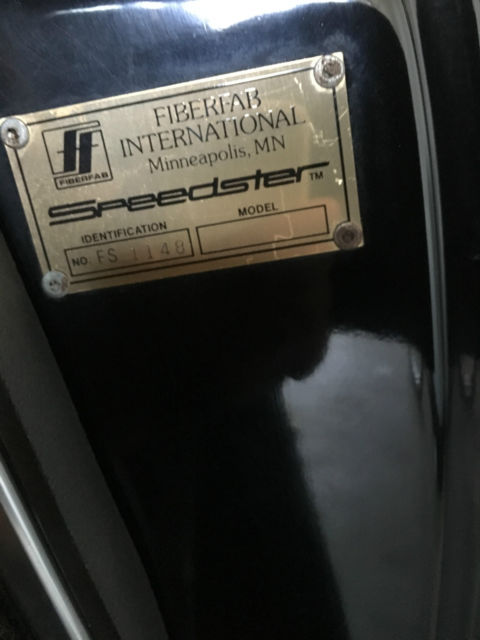 ff
FIBERFAB
FIBERFAB
INTERNATIONAL
Minneapolis, MN
Speedster™
IDENTIFICATION
NO. FS 1148
MODEL